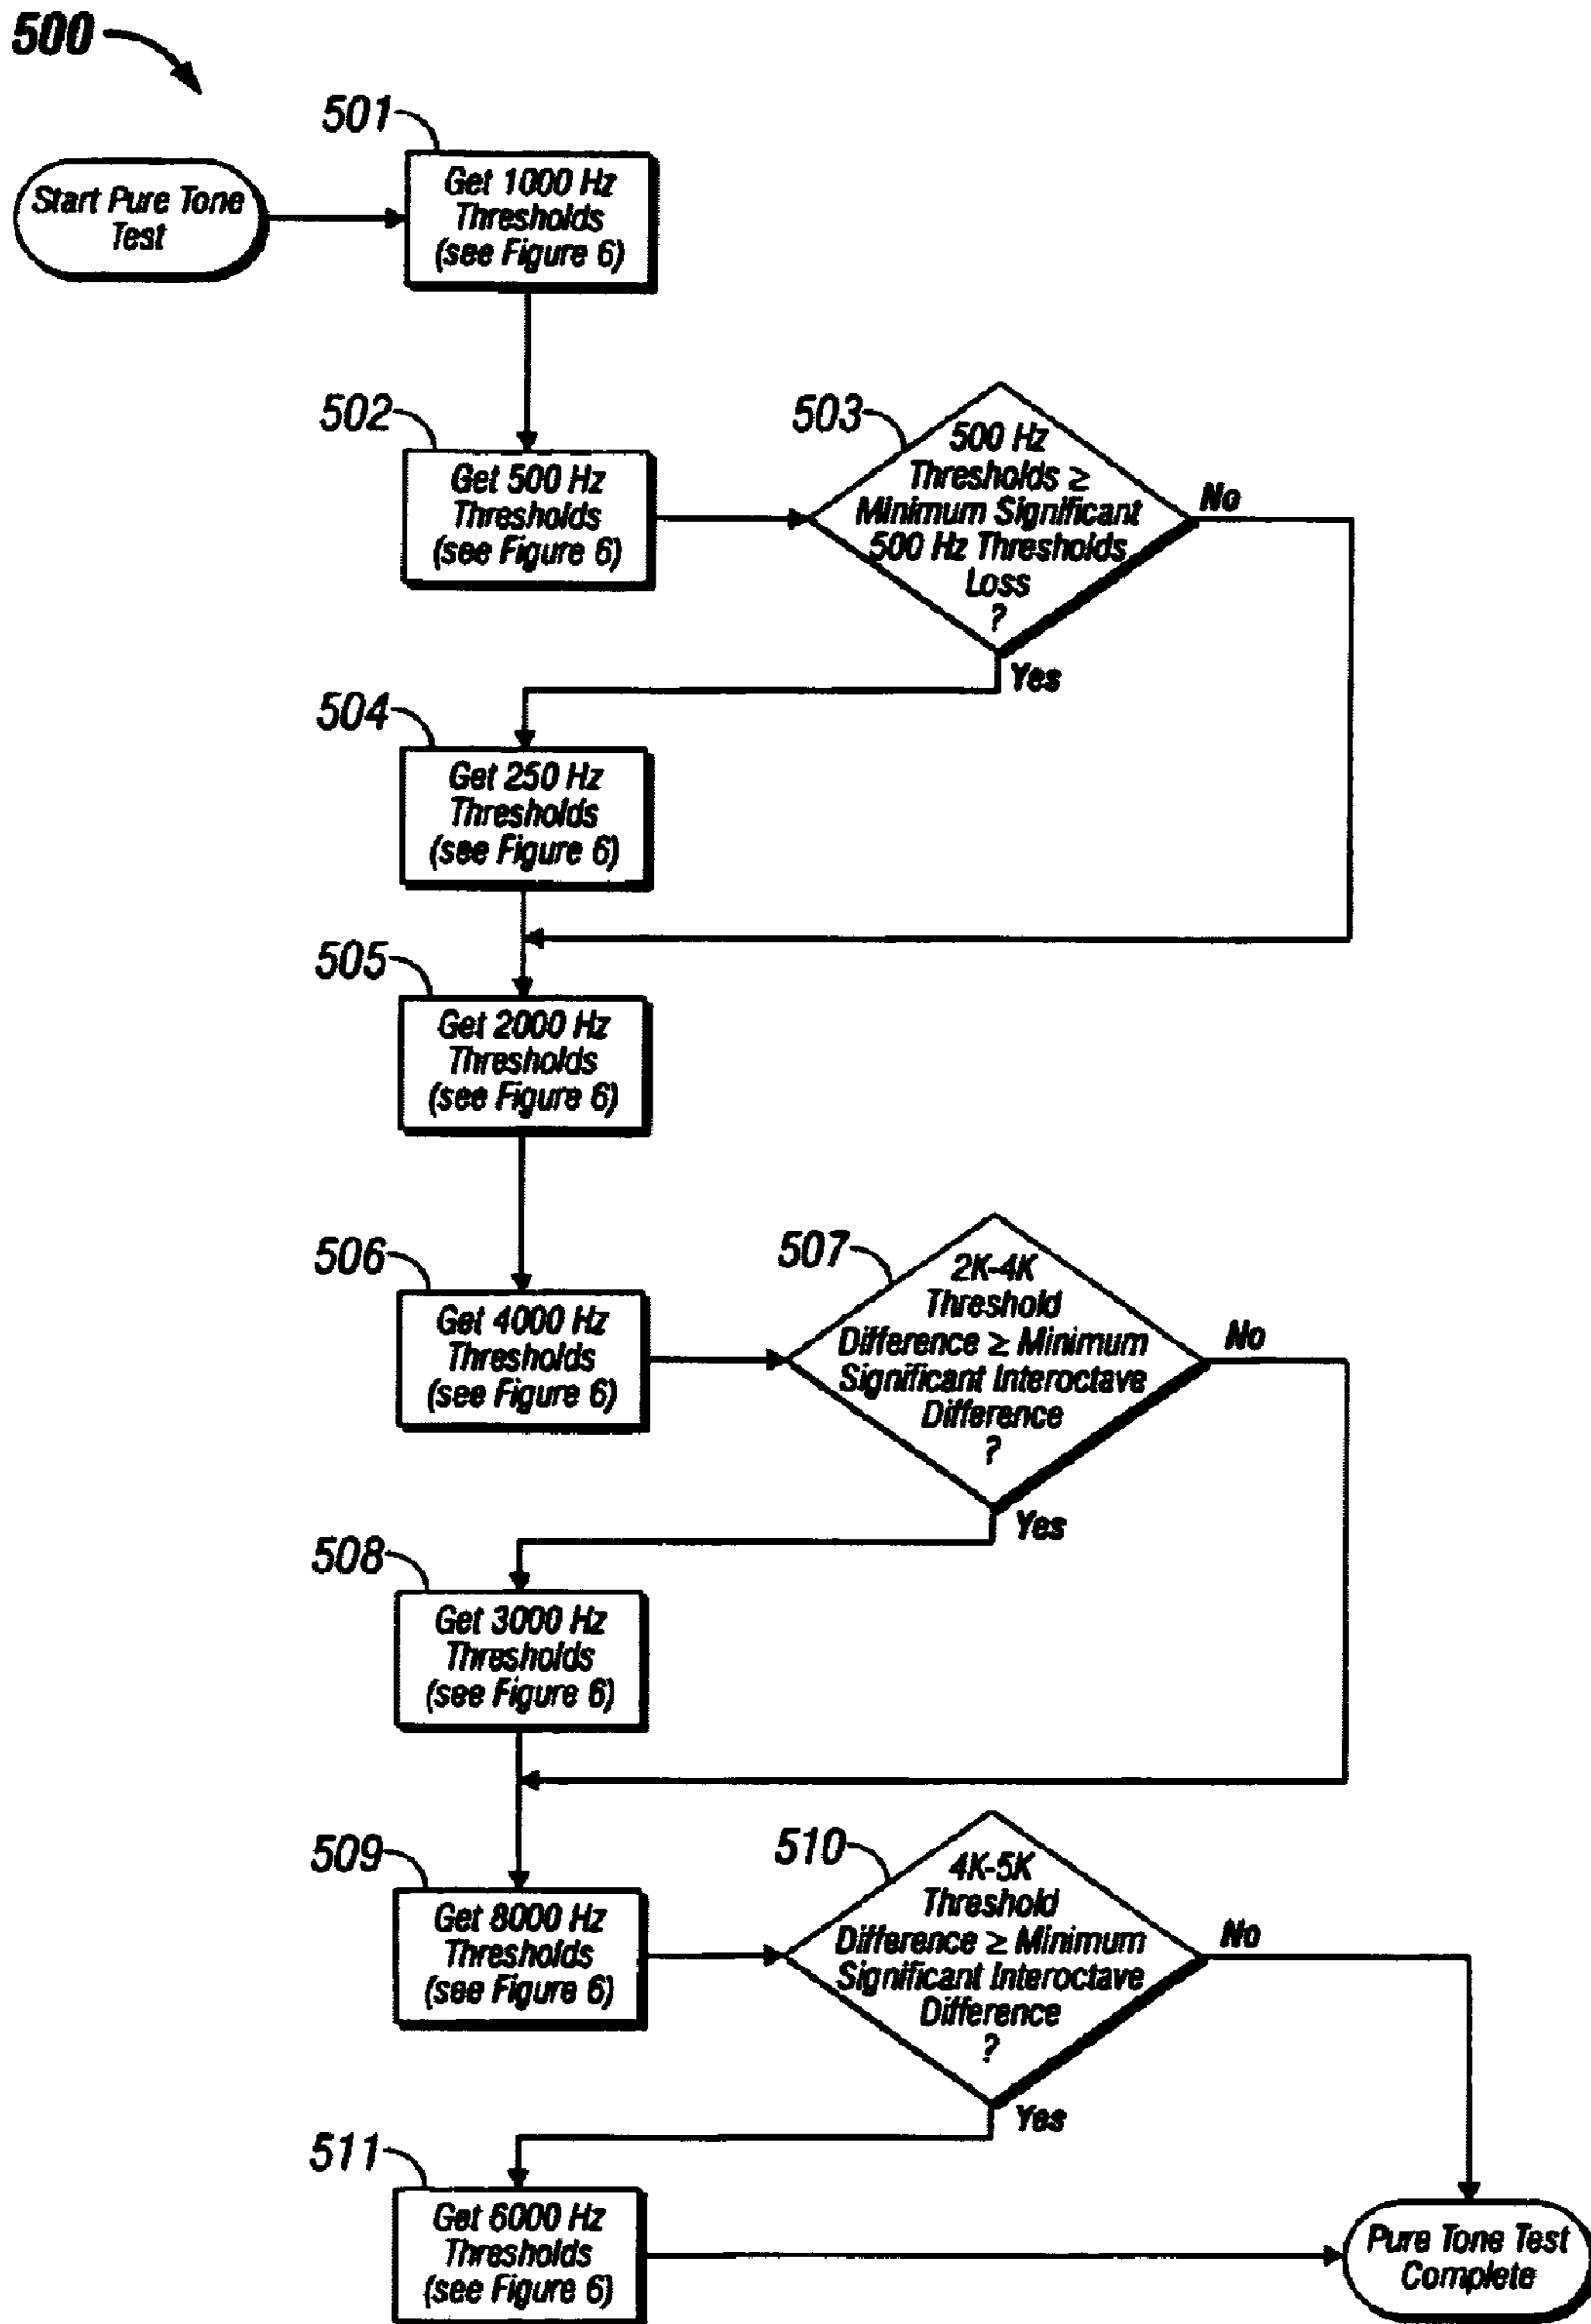 500
501
Start Pure Tone
Test
Get 1000 Hz
Thresholds
(see Figure 6)
502
Get 500 Hz
Thresholds
(see Figure 6)
503
500 Hz
Thresholds ≥
Minimum Significant
500 Hz Thresholds
Loss
?
No
Yes
504
Get 250 Hz
Thresholds
(see Figure 6)
505
Get 2000 Hz
Thresholds
(see Figure 6)
506
Get 4000 Hz
Thresholds
(see Figure 6)
507
2K-4K
Threshold
Difference ≥ Minimum
Significant Interoctave
Difference
?
No
Yes
508
Get 3000 Hz
Thresholds
(see Figure 6)
509
Get 8000 Hz
Thresholds
(see Figure 6)
510
4K-5K
Threshold
Difference ≥ Minimum
Significant Interoctave
Difference
?
No
Yes
511
Get 6000 Hz
Thresholds
(see Figure 6)
Pure Tone Test
Complete